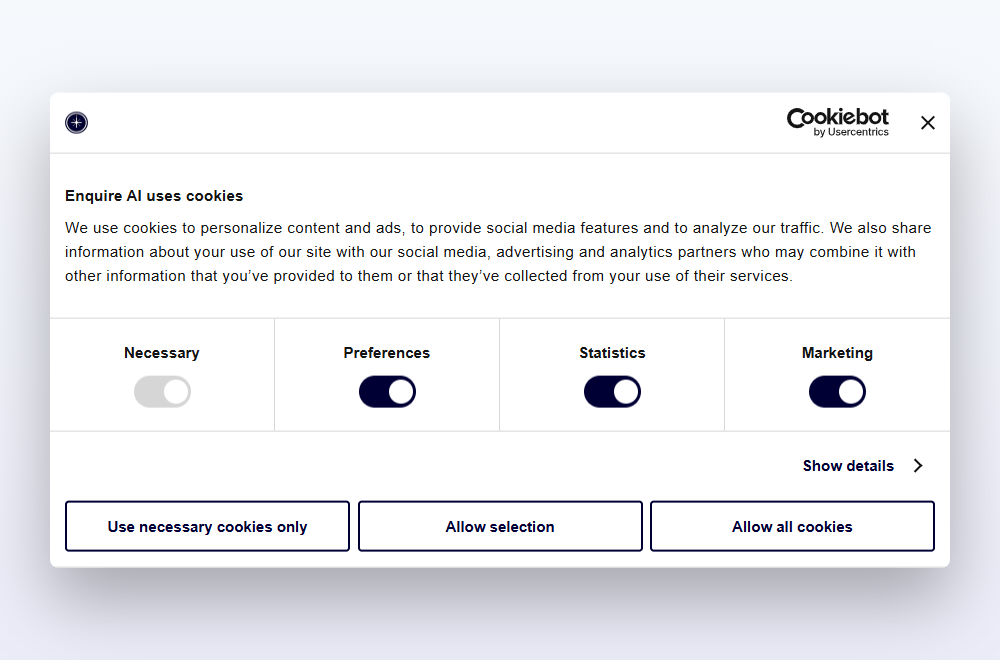 Cookiebot
by Usercentrics
Enquire AI uses cookies
We use cookies to personalize content and ads, to provide social media features and to analyze our traffic. We also share
information about your use of our site with our social media, advertising and analytics partners who may combine it with
other information that you’ve provided to them or that they’ve collected from your use of their services.
Necessary
Preferences
Statistics
Marketing
Show details
Use necessary cookies only
Allow selection
Allow all cookies